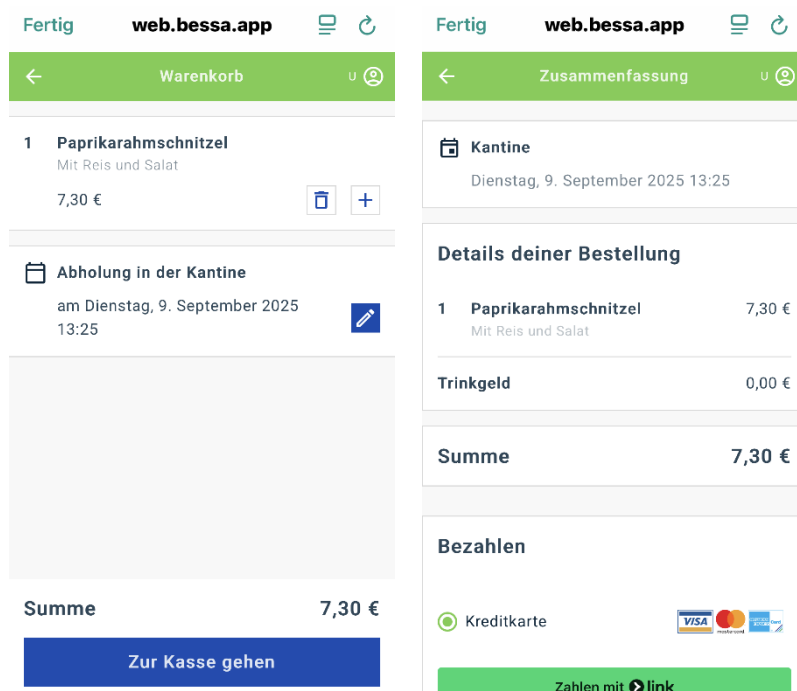 Fertig
web.bessa.app
Warenkorb
U
1 Paprikarahmschnitzel
Mit Reis und Salat
7,30 €
Abholung in der Kantine
am Dienstag, 9. September 2025
13:25
Summe 7,30 €
Zur Kasse gehen
Fertig
web.bessa.app
Zusammenfassung
U
Kantine
Dienstag, 9. September 2025 13:25
Details deiner Bestellung
1 Paprikarahmschnitzel 7,30 €
Mit Reis und Salat
Trinkgeld 0,00 €
Summe 7,30 €
Bezahlen
Kreditkarte VISA mastercard
Zahlen mit link